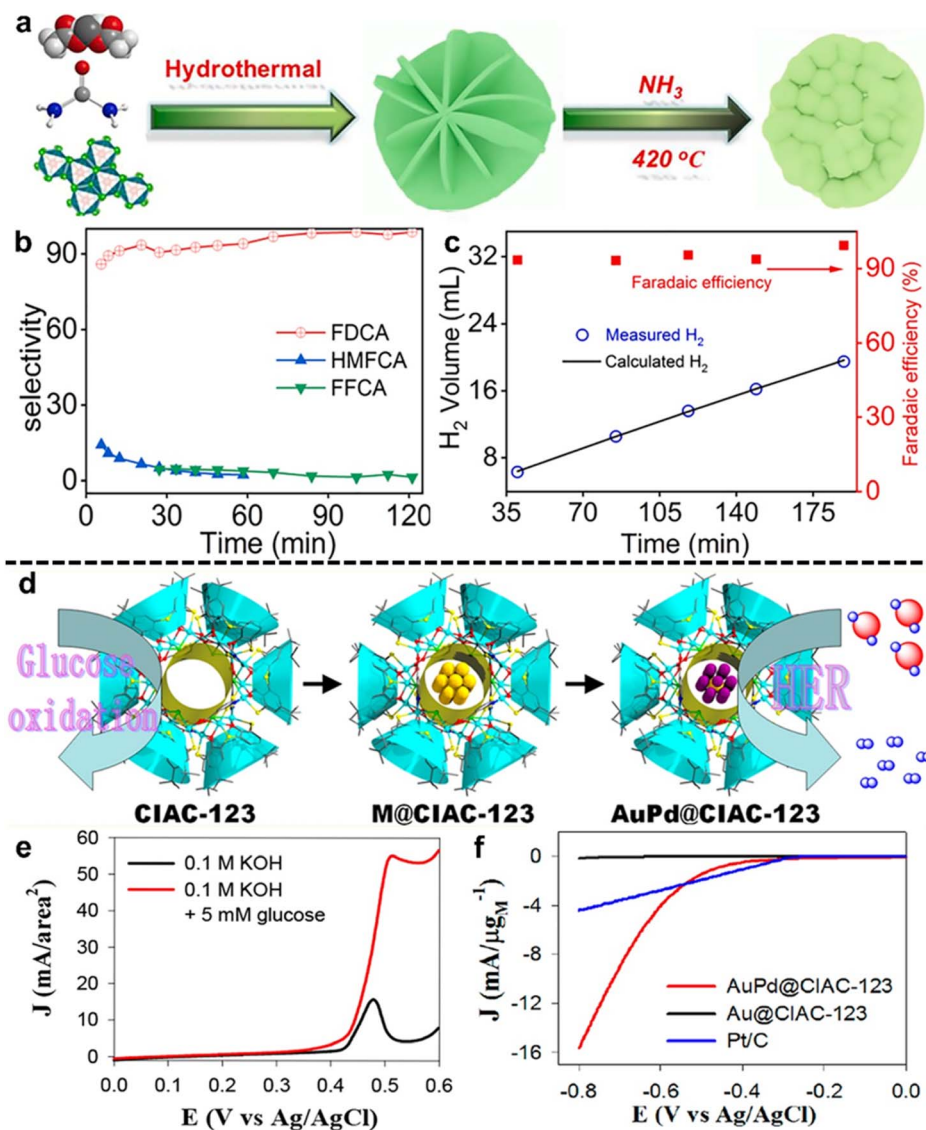 a
Hydrothermal
NH₃
420 °C
b
selectivity
90
60
30
0
FDCA
HMFCA
FFCA
0 30 60 90 121
Time (min)
c
H₂ Volume (mL)
32
24
16
8
Faradaic efficiency
Measured H₂
Calculated H₂
35 70 105 140 175
Time (min)
90
60
30
0
Faradaic efficiency (%)
d
Glucose
oxidation
HER
CIAC-123
M@CIAC-123
AuPd@CIAC-123
e
J (mA/area²)
60
50
40
30
20
10
0
0.1 M KOH
0.1 M KOH
+ 5 mM glucose
0.0 0.1 0.2 0.3 0.4 0.5 0.6
E (V vs Ag/AgCl)
f
J (mA/μg_M⁻¹)
0
-4
-8
-12
-16
AuPd@CIAC-123
Au@CIAC-123
Pt/C
-0.8 -0.6 -0.4 -0.2 0.0
E (V vs Ag/AgCl)